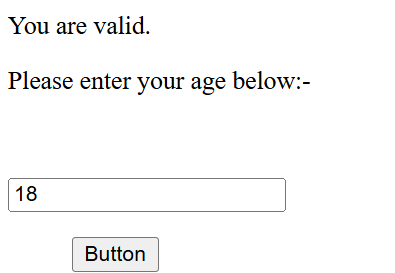 You are valid.
Please enter your age below:-
18
Button